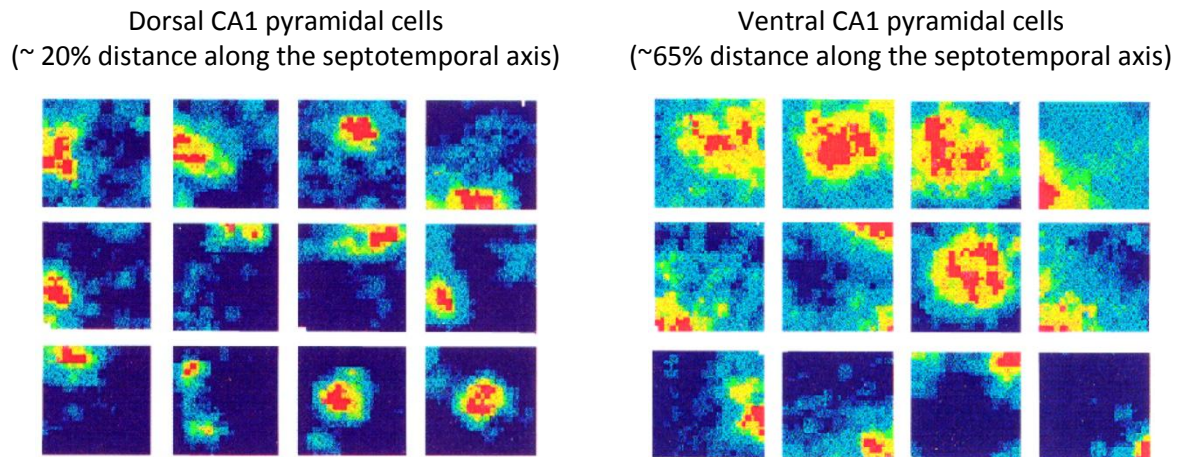 Dorsal CA1 pyramidal cells
(~ 20% distance along the septotemporal axis)
Ventral CA1 pyramidal cells
(~65% distance along the septotemporal axis)